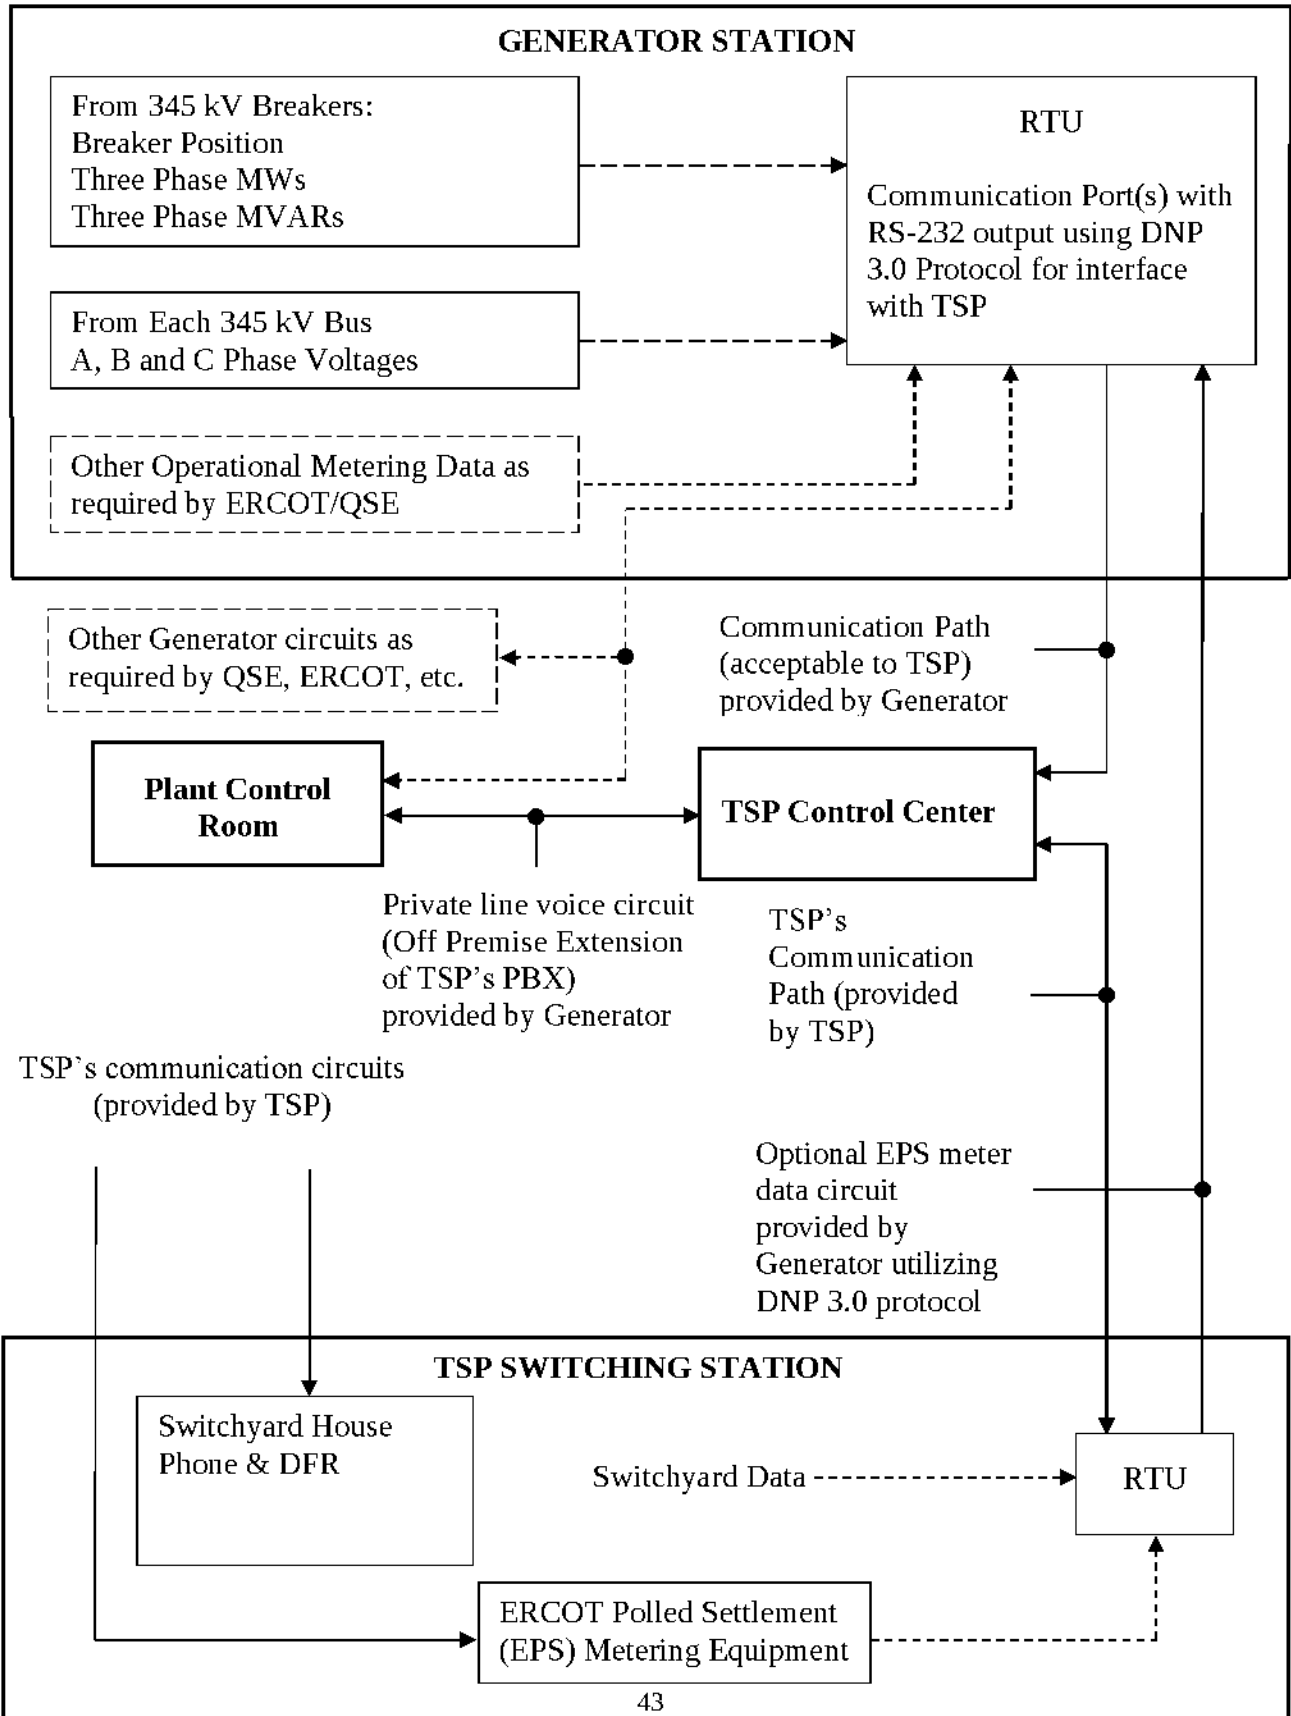 GENERATOR STATION
From 345 kV Breakers:
Breaker Position
Three Phase MWs
Three Phase MVARs
RTU
Communication Port(s) with
RS-232 output using DNP
3.0 Protocol for interface
with TSP
From Each 345 kV Bus
A, B and C Phase Voltages
Other Operational Metering Data as
required by ERCOT/QSE
Other Generator circuits as
required by QSE, ERCOT, etc.
Communication Path
(acceptable to TSP)
provided by Generator
Plant Control
Room
TSP Control Center
Private line voice circuit
(Off Premise Extension
of TSP's PBX)
provided by Generator
TSP’s
Communication
Path (provided
by TSP)
TSP's communication circuits
(provided by TSP)
Optional EPS meter
data circuit
provided by
Generator utilizing
DNP 3.0 protocol
TSP SWITCHING STATION
Switchyard House
Phone & DFR
Switchyard Data
RTU
ERCOT Polled Settlement
(EPS) Metering Equipment
43